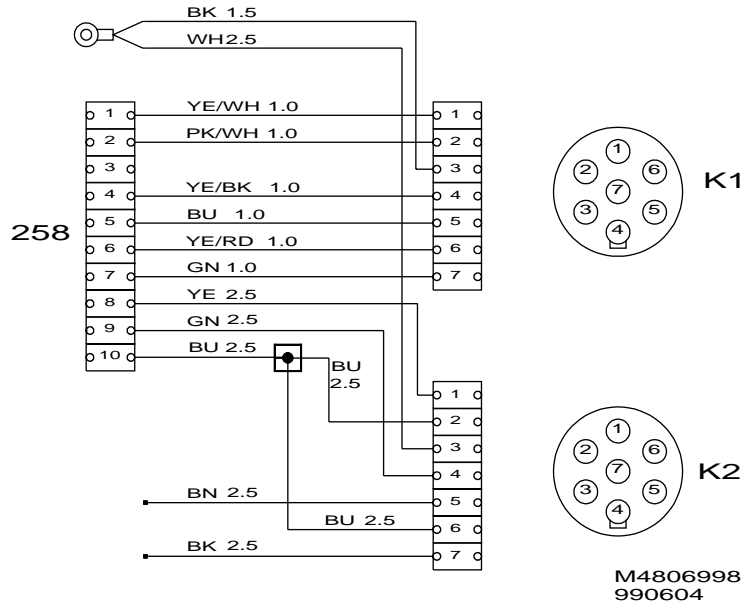 BK 1.5
WH2.5
1 YE/WH 1.0 1
2 PK/WH 1.0 2
3 3
4 YE/BK 1.0 4
5 BU 1.0 5
6 YE/RD 1.0 6
7 GN 1.0 7
8 YE 2.5
9 GN 2.5
10 BU 2.5
258
BU
2.5
1
2
3
4
BN 2.5 5
BU 2.5 6
BK 2.5 7
1
2 6
7
3 5
4
K1
1
2 6
7
3 5
4
K2
M4806998
990604